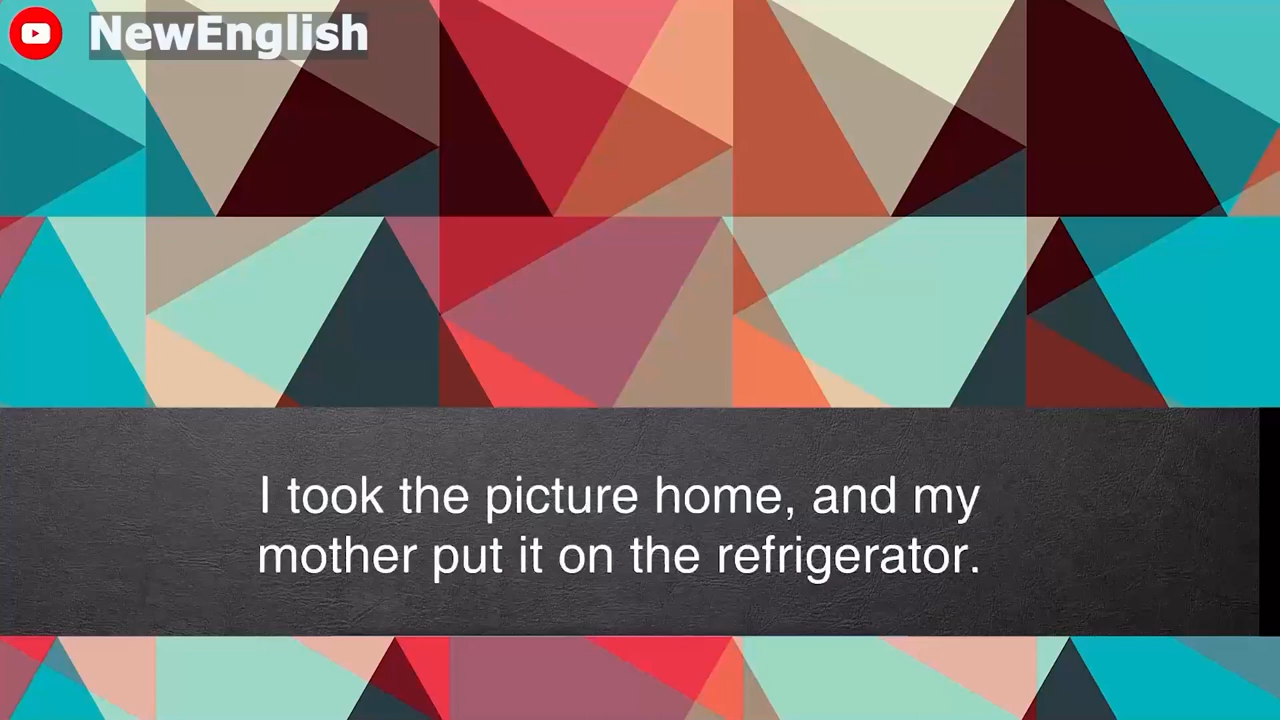 NewEnglish
I took the picture home, and my
mother put it on the refrigerator.